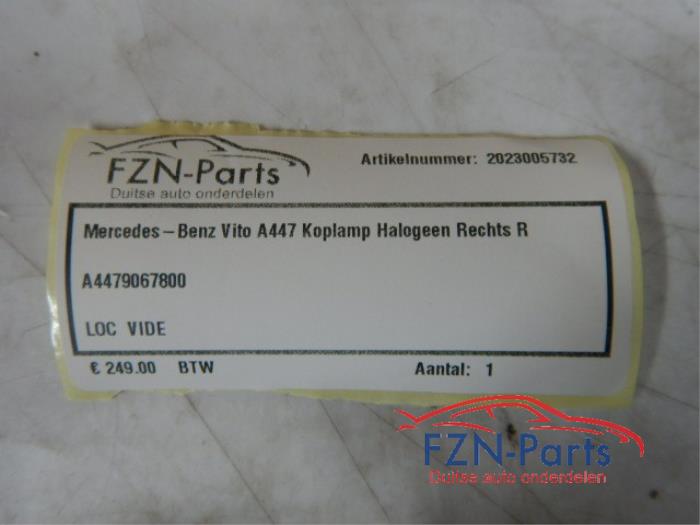 FZN-Parts
Duitse auto onderdelen
Artikelnummer: 2023005732
Mercedes-Benz Vito A447 Koplamp Halogeen Rechts R
A4479067800
LOC VIDE
€ 249.00 BTW
Aantal: 1
FZN-Parts
Duitse auto onderdelen